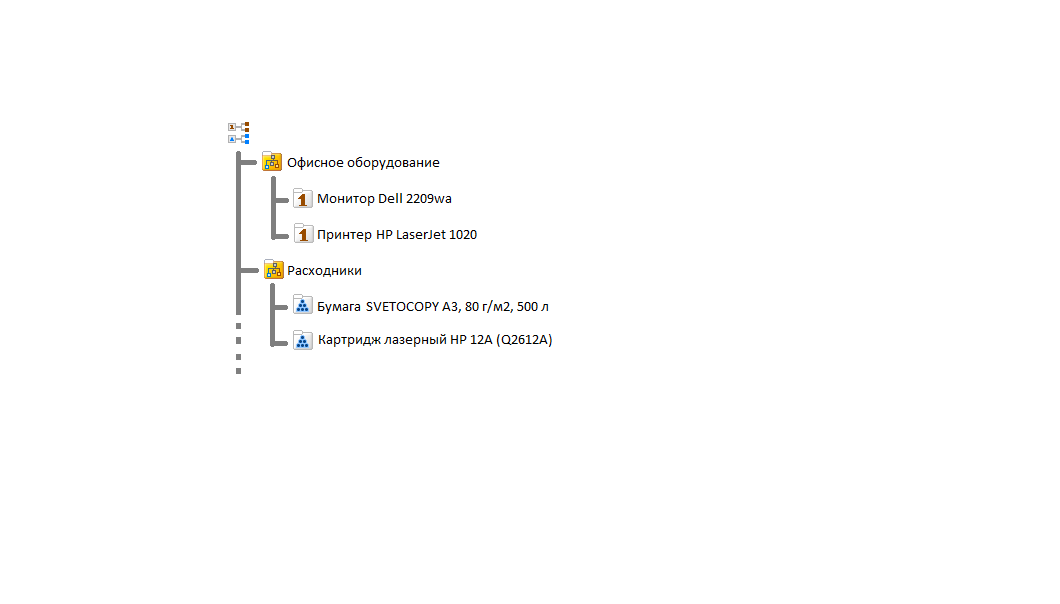 Офисное оборудование
Монитор Dell 2209wa
Принтер HP LaserJet 1020
Расходники
Бумага SVETOCOPY A3, 80 г/м2, 500 л
Картридж лазерный HP 12A (Q2612A)